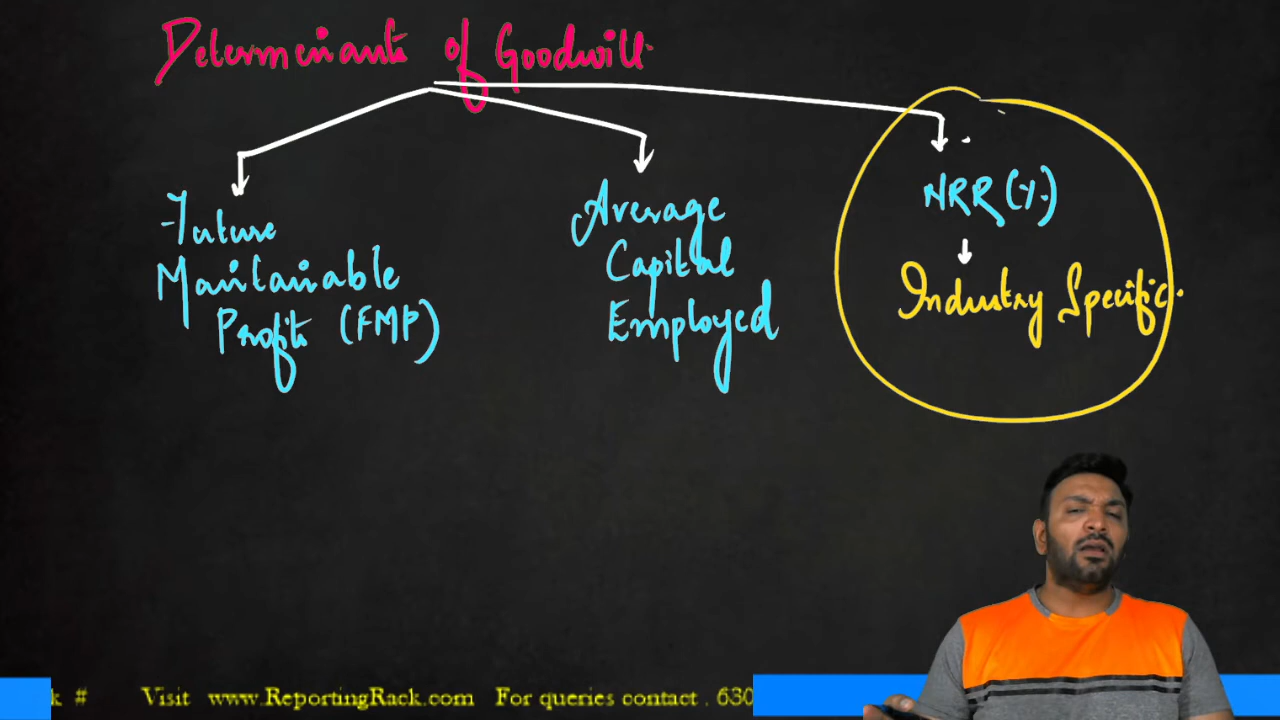 Determinants of Goodwill
Future
Maintainable
Profits (FMP)
Average
Capital
Employed
NRR (%)
Industry Specific.
k # Visit www.ReportingRack.com For queries contact . 630